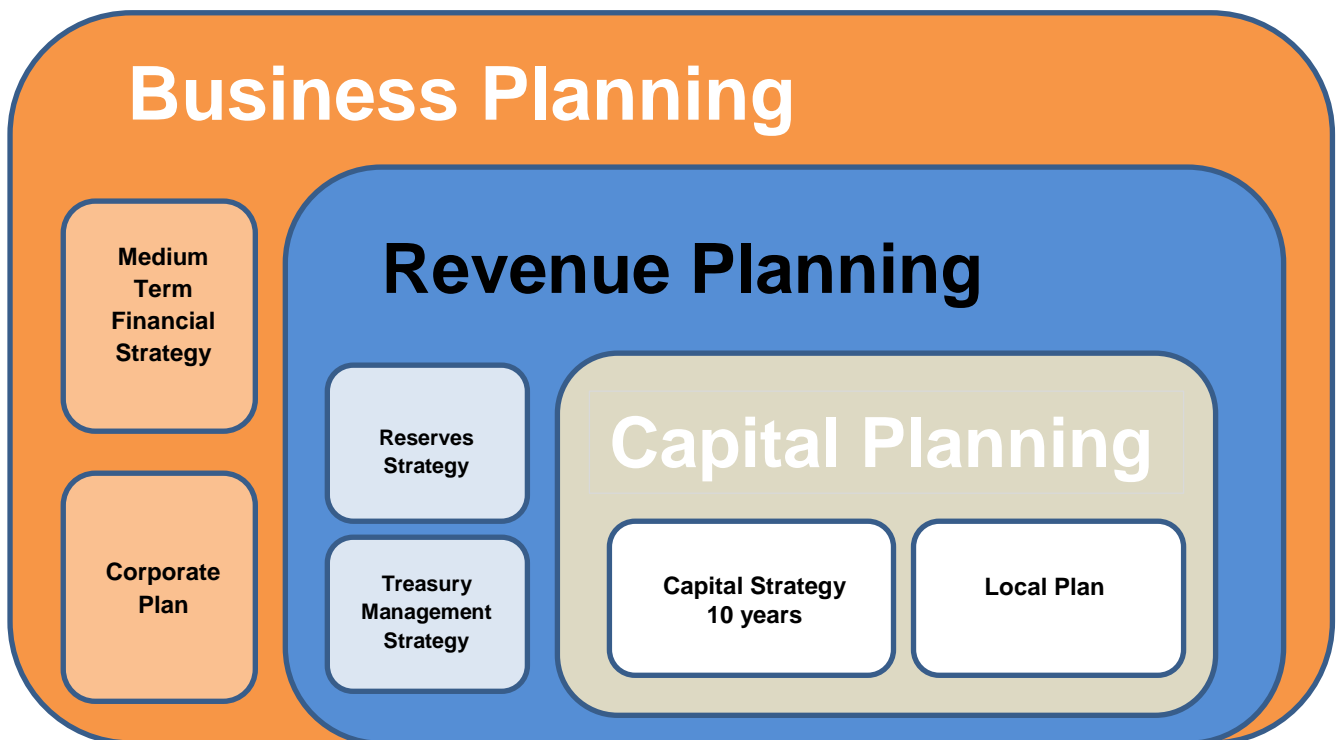 Business Planning
Medium
Term
Financial
Strategy
Corporate
Plan
Revenue Planning
Reserves
Strategy
Treasury
Management
Strategy
Capital Planning
Capital Strategy
10 years
Local Plan